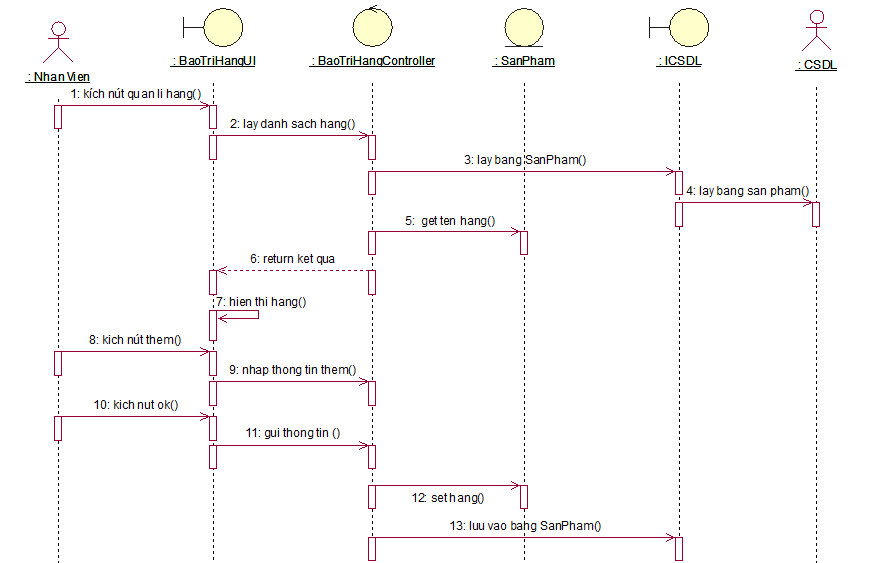 : NhanVien
: BaoTriHangUI
: BaoTriHangController
: SanPham
: ICSDL
: CSDL
1: kích nút quan li hang()
2: lay danh sach hang()
3: lay bang SanPham()
4: lay bang san pham()
5: get ten hang()
6: return ket qua
7: hien thi hang()
8: kich nút them()
9: nhap thong tin them()
10: kich nut ok()
11: gui thong tin ()
12: set hang()
13: luu vao bang SanPham()